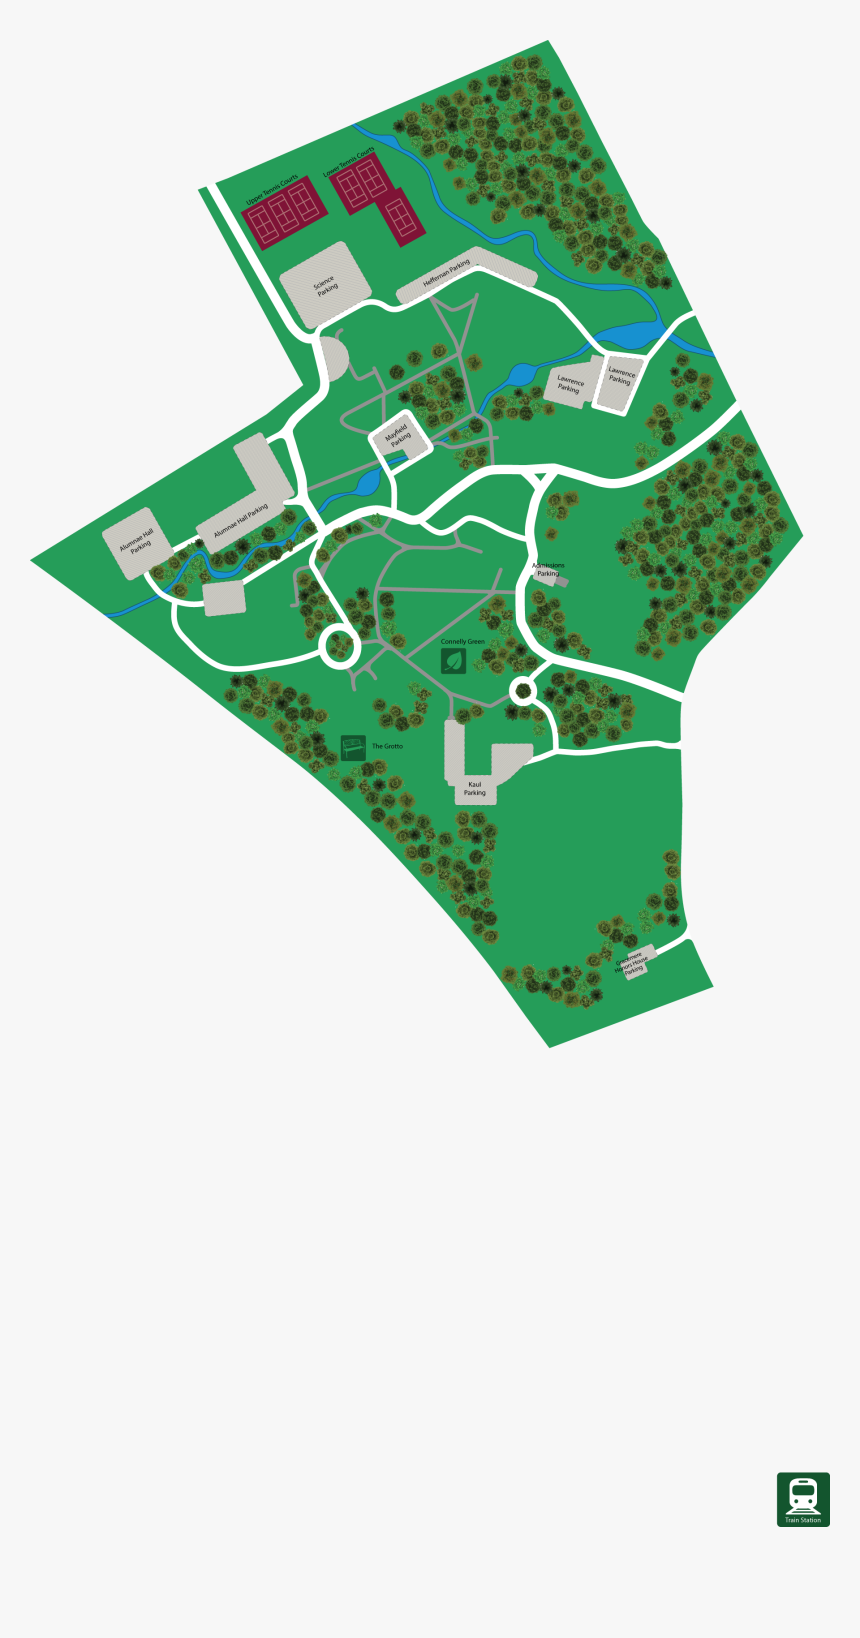 Upper Tennis Courts
Lower Tennis Courts
Science
Parking
Heffernan Parking
Lawrence
Parking
Lawrence
Parking
Mayfield
Parking
Alumnae Hall Parking
Alumnae Hall
Parking
Admissions
Parking
Connelly Green
The Grotto
Kaul
Parking
Gracemere
Honors House
Parking
Train Station